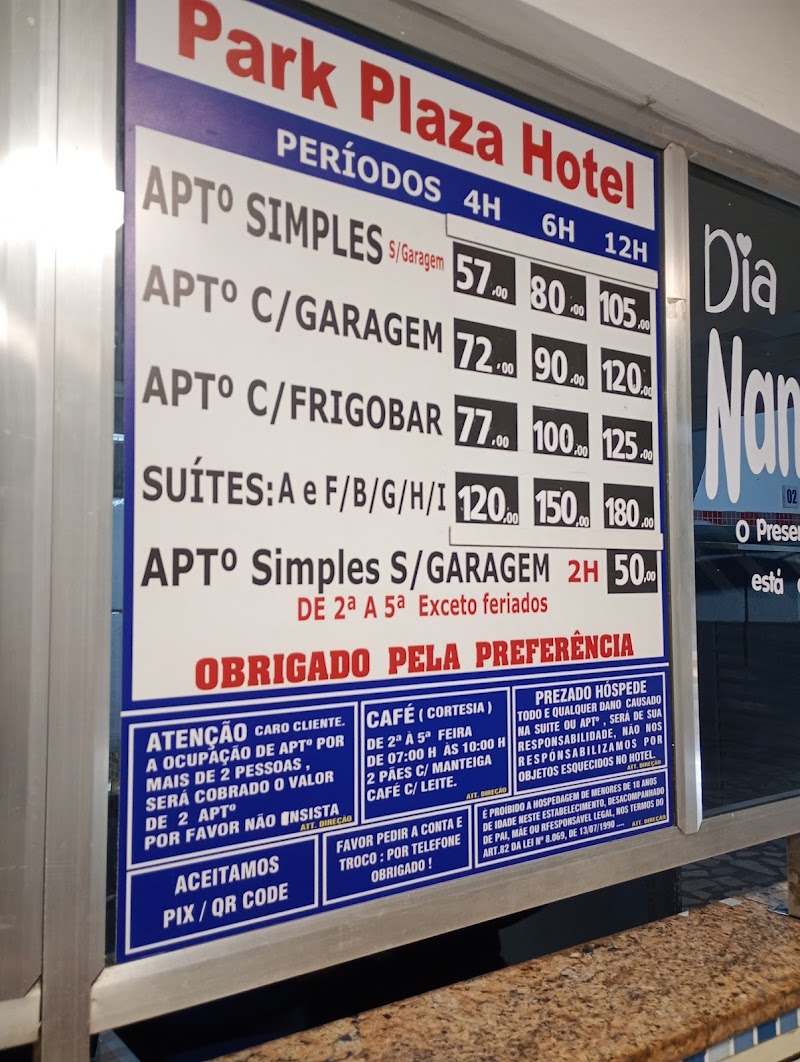 Park Plaza Hotel
PERÍODOS 4H 6H 12H
APTº SIMPLES S/Garagem 57,00 80,00 105,00
APTº C/GARAGEM 72,00 90,00 120,00
APTº C/FRIGOBAR 77,00 100,00 125,00
SUÍTES: A e F/B/G/H/I 120,00 150,00 180,00
APTº Simples S/GARAGEM 2H 50,00
DE 2ª A 5ª Exceto feriados
OBRIGADO PELA PREFERÊNCIA
ATENÇÃO CARO CLIENTE.
A OCUPAÇÃO DE APTº POR
MAIS DE 2 PESSOAS,
SERÁ COBRADO O VALOR
DE 2 APTº
POR FAVOR NÃO INSISTA
ATT. DIREÇÃO
CAFÉ ( CORTESIA )
DE 2ª À 5ª FEIRA
DE 07:00 H ÀS 10:00 H
2 PÃES C/ MANTEIGA
CAFÉ C/ LEITE.
ATT. DIREÇÃO
PREZADO HÓSPEDE
TODO E QUALQUER DANO CAUSADO
NA SUITE OU APTº , SERÁ DE SUA
RESPONSABILIDADE, NÃO NOS
RESPÓNSABILIZAMOS POR
OBJETOS ESQUECIDOS NO HOTEL.
ATT. DIREÇÃO
ACEITAMOS
PIX / QR CODE
FAVOR PEDIR A CONTA E
TROCO : POR TELEFONE
OBRIGADO !
É PROIBIDO A HOSPEDAGEM DE MENORES DE 18 ANOS
DE IDADE NESTE ESTABELECIMENTO, DESACOMPANHADO
DE PAI, MÃE OU RFESPONSÁVEL LEGAL, NOS TERMOS DO
ART.82 DA LEI Nº 8.069, DE 13/07/1990 ....
ATT. DIREÇÃO
Dia
Nam
O Presen
está
02